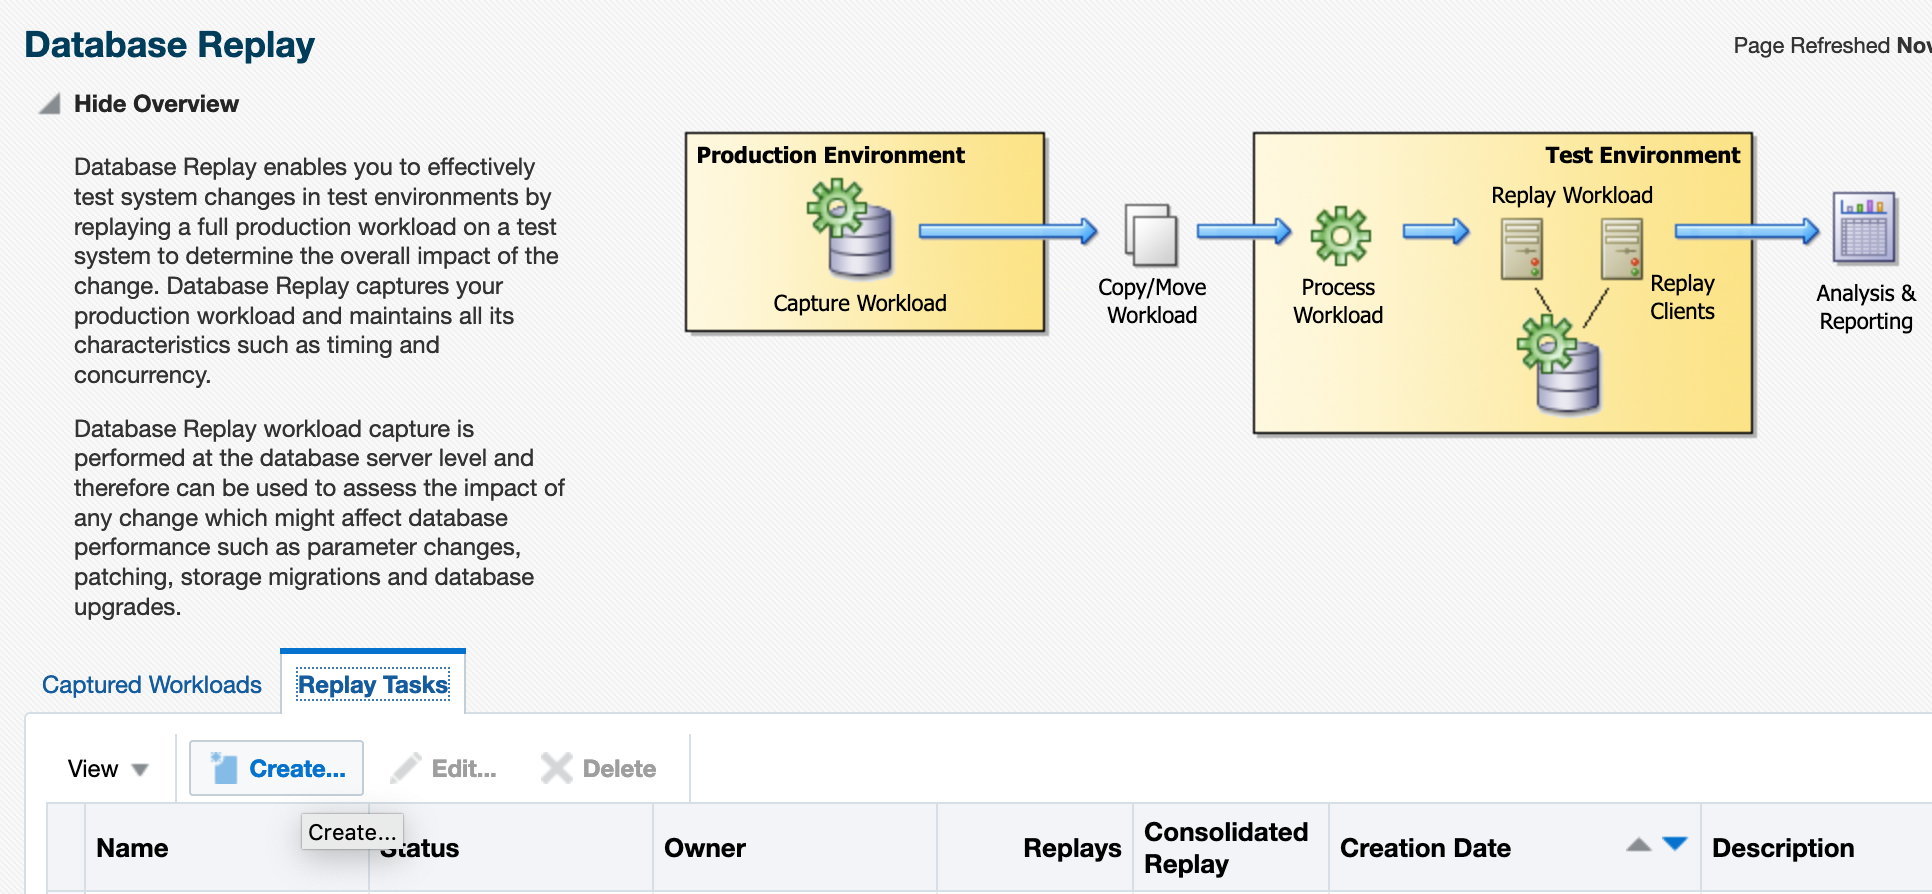 Database Replay
Page Refreshed Nov
Hide Overview
Database Replay enables you to effectively
test system changes in test environments by
replaying a full production workload on a test
system to determine the overall impact of the
change. Database Replay captures your
production workload and maintains all its
characteristics such as timing and
concurrency.
Database Replay workload capture is
performed at the database server level and
therefore can be used to assess the impact of
any change which might affect database
performance such as parameter changes,
patching, storage migrations and database
upgrades.
Production Environment
Capture Workload
Copy/Move
Workload
Test Environment
Process
Workload
Replay Workload
Replay
Clients
Analysis &
Reporting
Captured Workloads
Replay Tasks
View
Create...
Edit...
Delete
Create...
Name
Status
Owner
Replays
Consolidated
Replay
Creation Date
Description